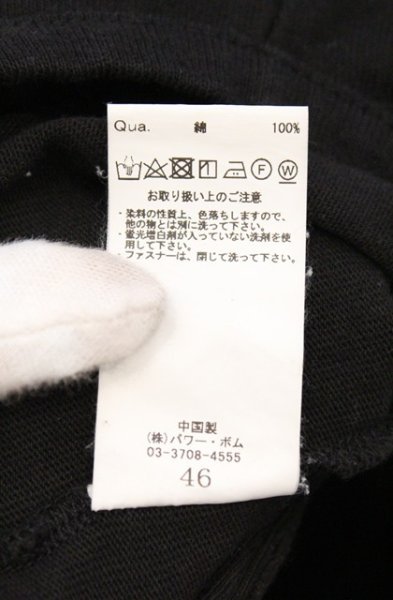 Qua. 綿 100%
F W
お取り扱い上のご注意
・染料の性質上、色落ちしますので、
他の物とは別に洗って下さい。
・蛍光増白剤が入っていない洗剤を使
用して下さい。
・ファスナーは、閉じて洗って下さい。
中国製
(株)パワー・ボム
03-3708-4555
46